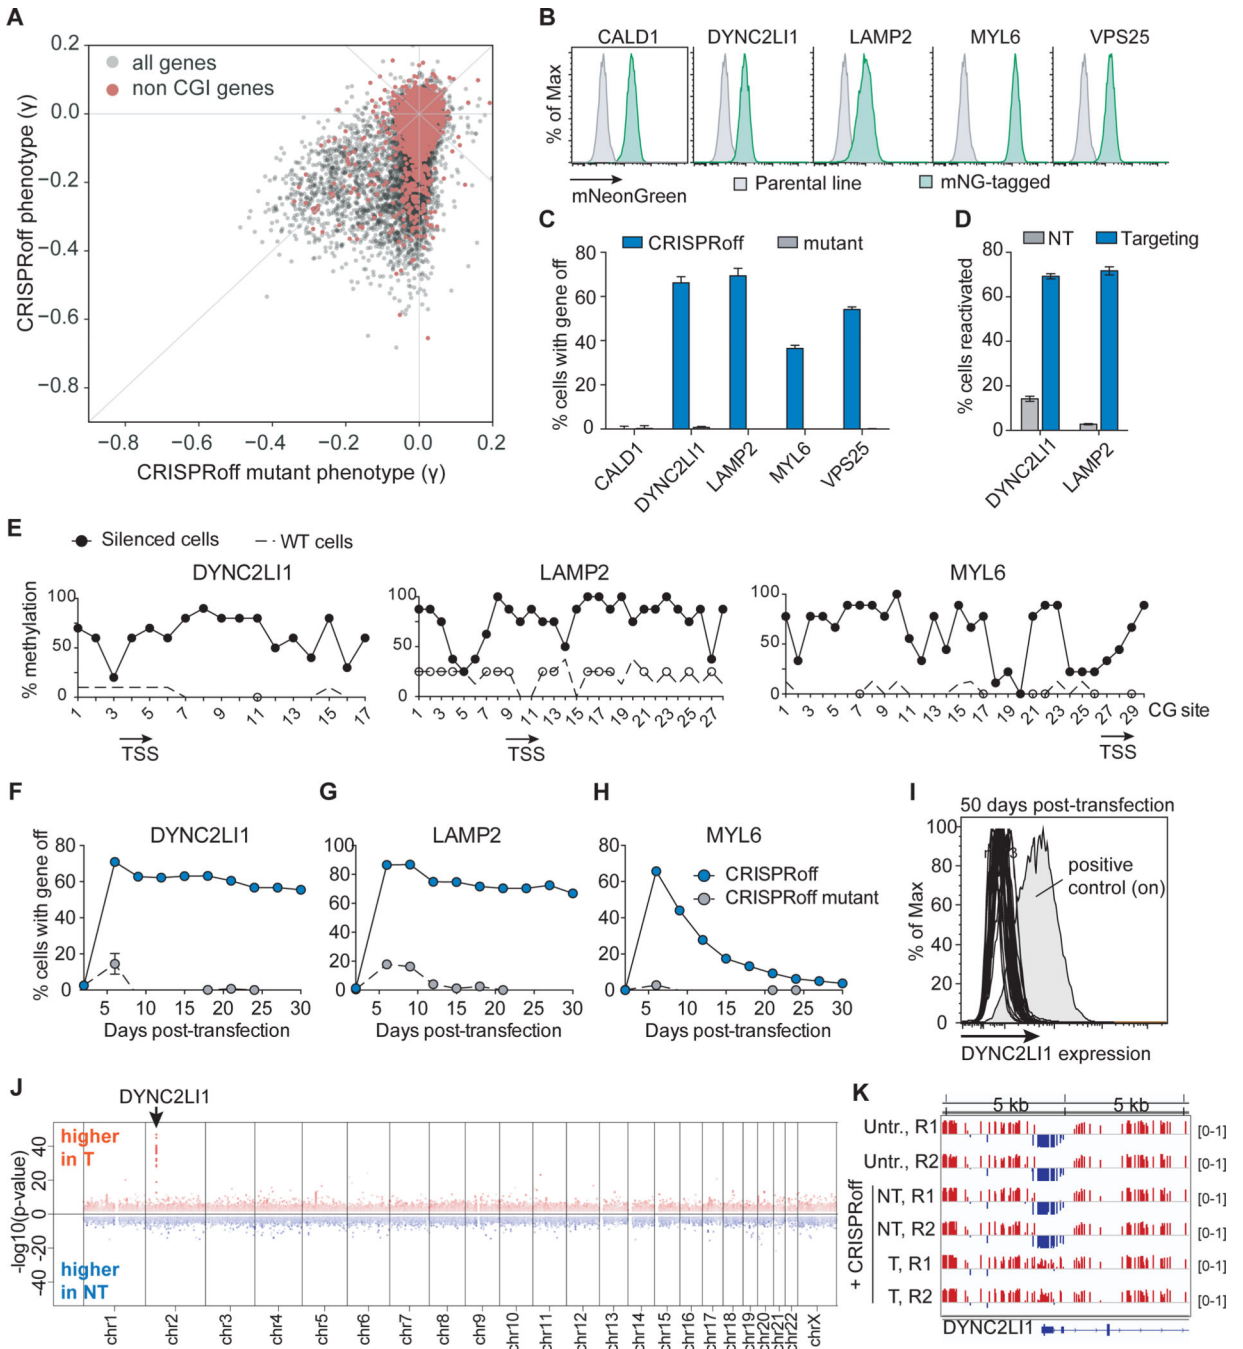 A
0.2
0.0
−0.2
−0.4
−0.6
−0.8
CRISPRoff phenotype (γ)
all genes
non CGI genes
−0.8 −0.6 −0.4 −0.2 0.0 0.2
CRISPRoff mutant phenotype (γ)
B
CALD1 DYNC2LI1 LAMP2 MYL6 VPS25
% of Max
mNeonGreen
Parental line mNG-tagged
C
CRISPRoff mutant
80
60
40
20
0
% cells with gene off
CALD1 DYNC2LI1 LAMP2 MYL6 VPS25
D
NT Targeting
80
60
40
20
0
% cells reactivated
DYNC2LI1 LAMP2
E
Silenced cells WT cells
DYNC2LI1 LAMP2 MYL6
% methylation
100
50
0
1 3 5 7 9 11 13 15 17
TSS
100
50
0
1 3 5 7 9 11 13 15 17 19 21 23 25 27
TSS
100
50
0
1 3 5 7 9 11 13 15 17 19 21 23 25 27 29
CG site
TSS
F
DYNC2LI1
% cells with gene off
80
60
40
20
0
5 10 15 20 25 30
Days post-transfection
G
LAMP2
100
80
60
40
20
0
5 10 15 20 25 30
Days post-transfection
H
MYL6
80
60
40
20
0
CRISPRoff
CRISPRoff mutant
5 10 15 20 25 30
Days post-transfection
I
50 days post-transfection
100
80
60
40
20
0
% of Max
positive
control (on)
DYNC2LI1 expression
J
DYNC2LI1
higher
in T
higher
in NT
-log10(p-value)
40
20
0
-20
-40
chr1 chr2 chr3 chr4 chr5 chr6 chr7 chr8 chr9 chr10 chr11 chr12 chr13 chr14 chr15 chr16 chr17 chr18 chr19 chr20 chr21 chr22 chrX
K
5 kb 5 kb
Untr., R1 [0-1]
Untr., R2 [0-1]
NT, R1 [0-1]
NT, R2 [0-1]
T, R1 [0-1]
T, R2 [0-1]
+ CRISPRoff
DYNC2LI1